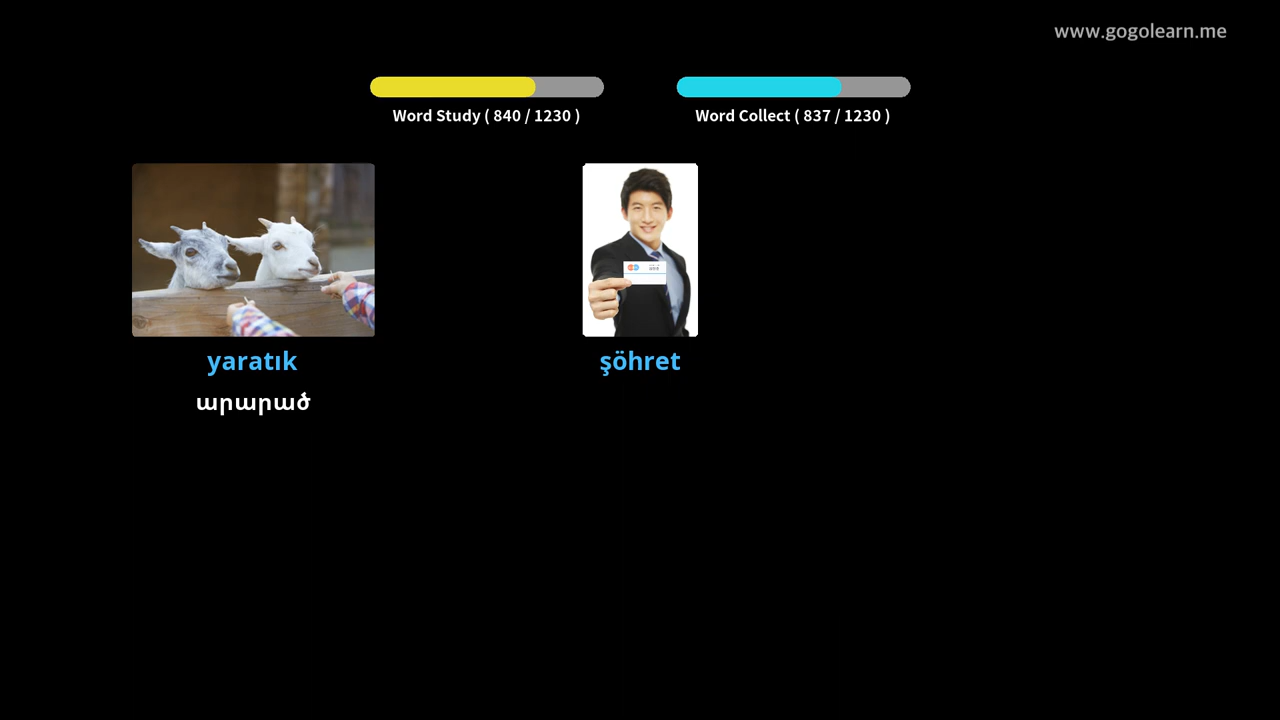 www.gogolearn.me
Word Study ( 840 / 1230 )
Word Collect ( 837 / 1230 )
yaratık
արարած
şöhret